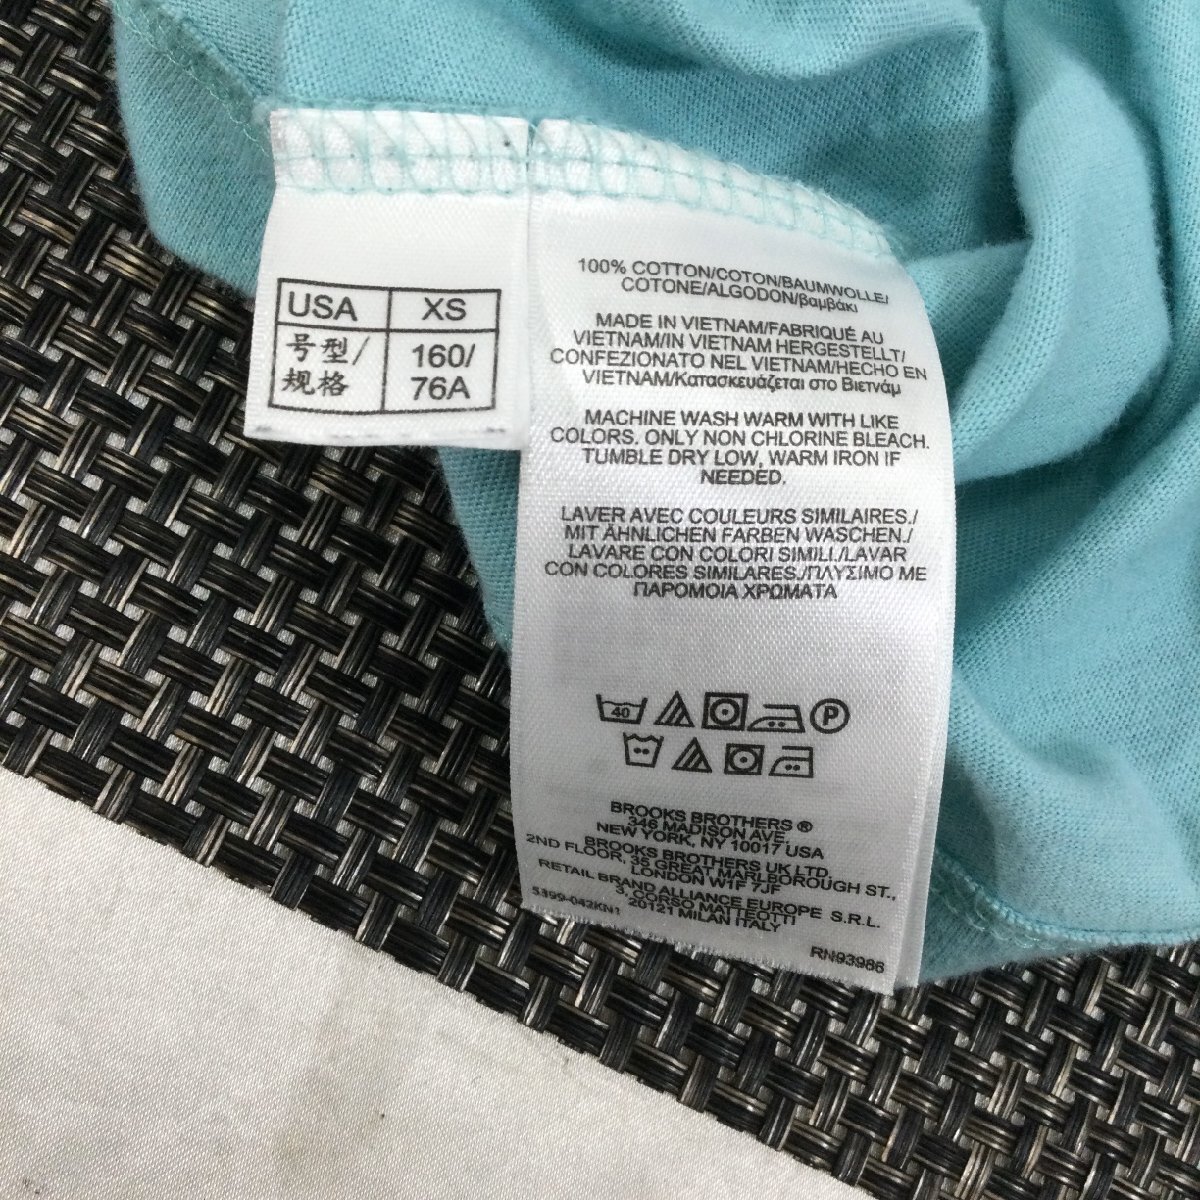 USA XS
号型/ 160/
规格 76A
100% COTTON/COTON/BAUMWOLLE/
COTONE/ALGODON/βαμβάκι
MADE IN VIETNAM/FABRIQUÉ AU
VIETNAM/IN VIETNAM HERGESTELLT/
CONFEZIONATO NEL VIETNAM/HECHO EN
VIETNAM/Κατασκευάζεται στο Βιετνάμ
MACHINE WASH WARM WITH LIKE
COLORS. ONLY NON CHLORINE BLEACH.
TUMBLE DRY LOW, WARM IRON IF
NEEDED.
LAVER AVEC COULEURS SIMILAIRES./
MIT ÄHNLICHEN FARBEN WASCHEN./
LAVARE CON COLORI SIMILI./LAVAR
CON COLORES SIMILARES./ΠΛΥΣΙΜΟ ΜΕ
ΠΑΡΟΜΟΙΑ ΧΡΩΜΑΤΑ
40 P
BROOKS BROTHERS ®
346 MADISON AVE.
NEW YORK, NY 10017 USA
BROOKS BROTHERS UK LTD.
2ND FLOOR, 35 GREAT MARLBOROUGH ST.,
LONDON W1F 7JF
RETAIL BRAND ALLIANCE EUROPE S.R.L.
3, CORSO MATTEOTTI
20121 MILAN ITALY
5399-043KN1
RN93986